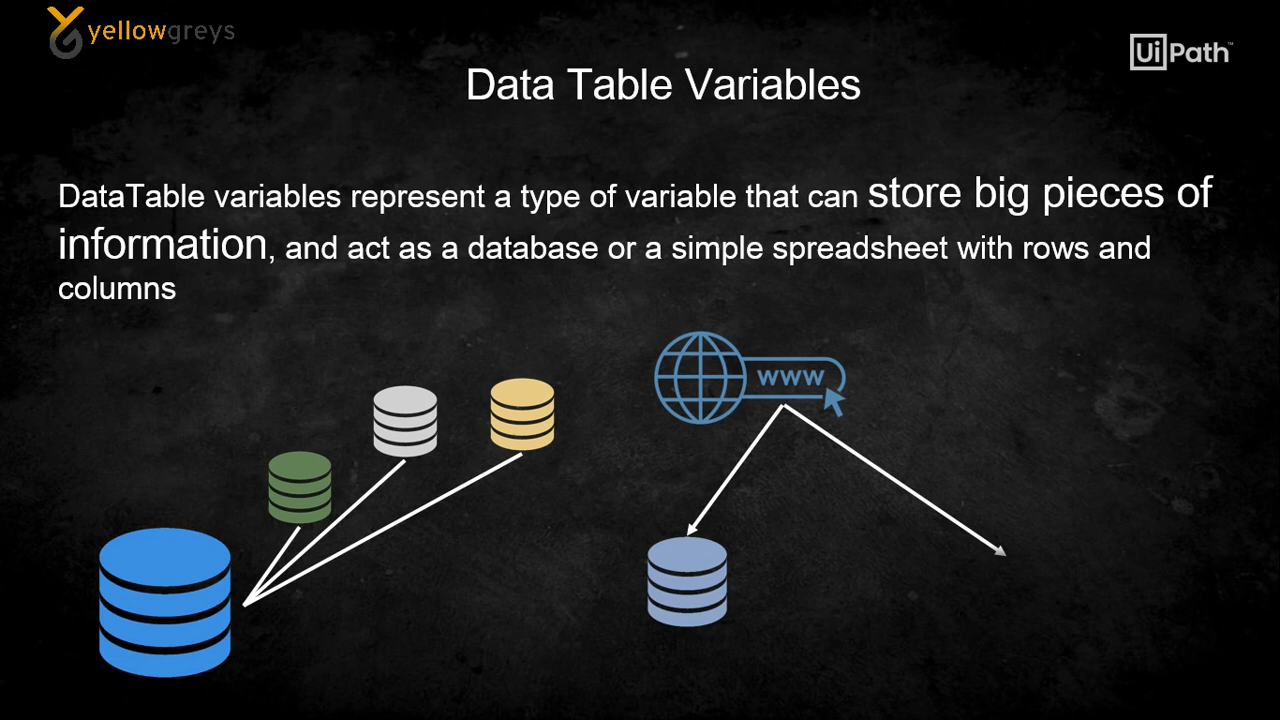 yellowgreys
UiPath™
Data Table Variables
DataTable variables represent a type of variable that can store big pieces of
information, and act as a database or a simple spreadsheet with rows and
columns
www